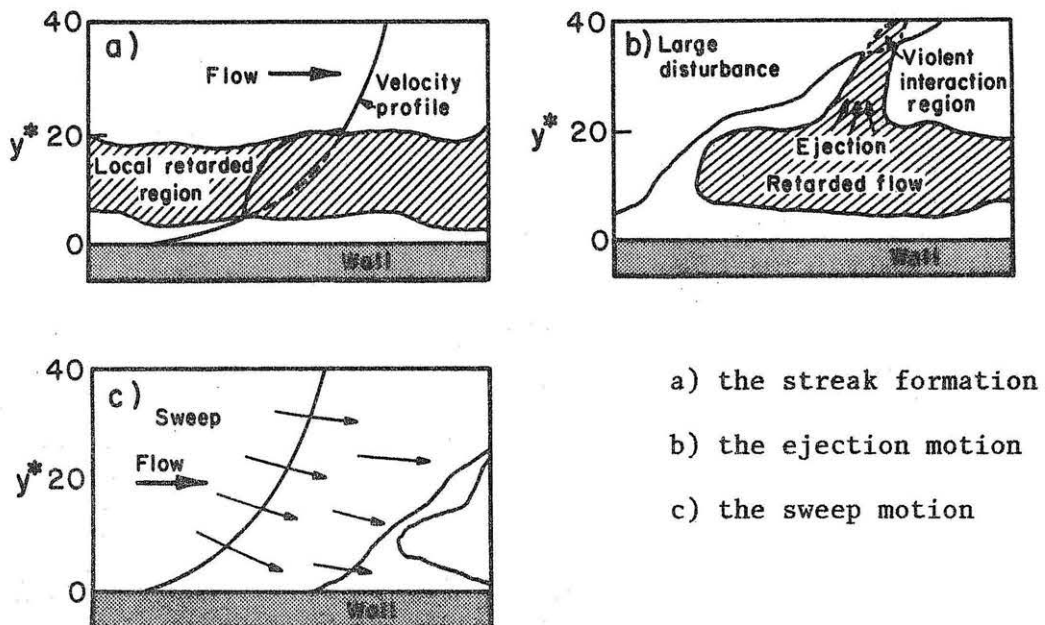 a)
40
20
0
y*
Flow
Velocity
profile
Local retarded
region
Wall
b)
40
20
0
y*
Large
disturbance
Violent
interaction
region
Ejection
Retarded flow
Wall
c)
40
20
0
y*
Sweep
Flow
Wall
a) the streak formation
b) the ejection motion
c) the sweep motion